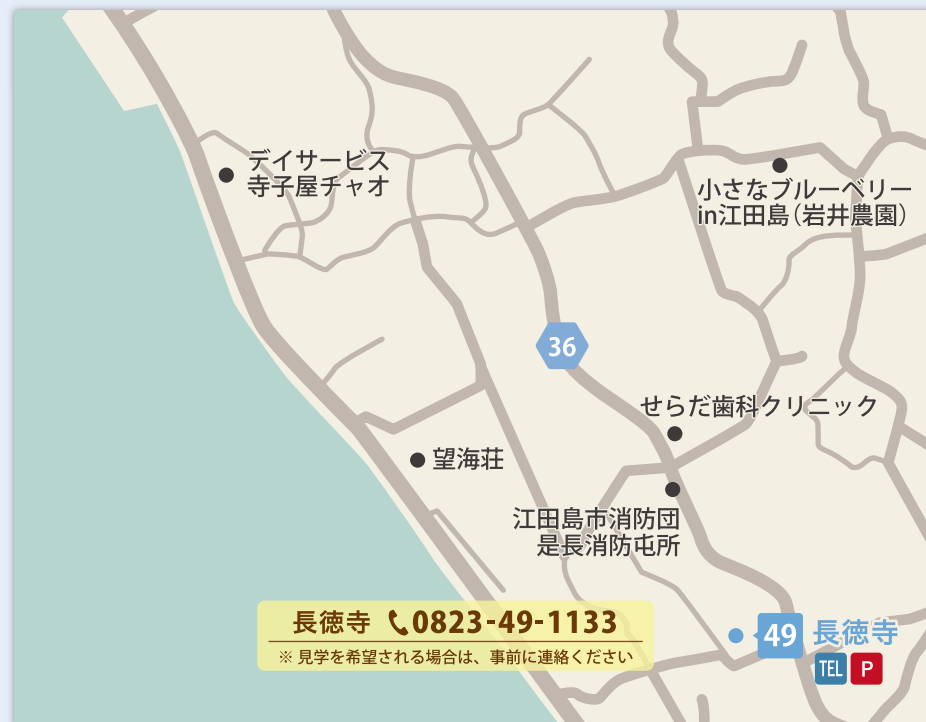 デイサービス
寺子屋チャオ
小さなブルーベリー
in江田島（岩井農園）
36
せらだ歯科クリニック
望海荘
江田島市消防団
是長消防屯所
長徳寺 0823-49-1133
※ 見学を希望される場合は、事前に連絡ください
49 長徳寺
TEL P